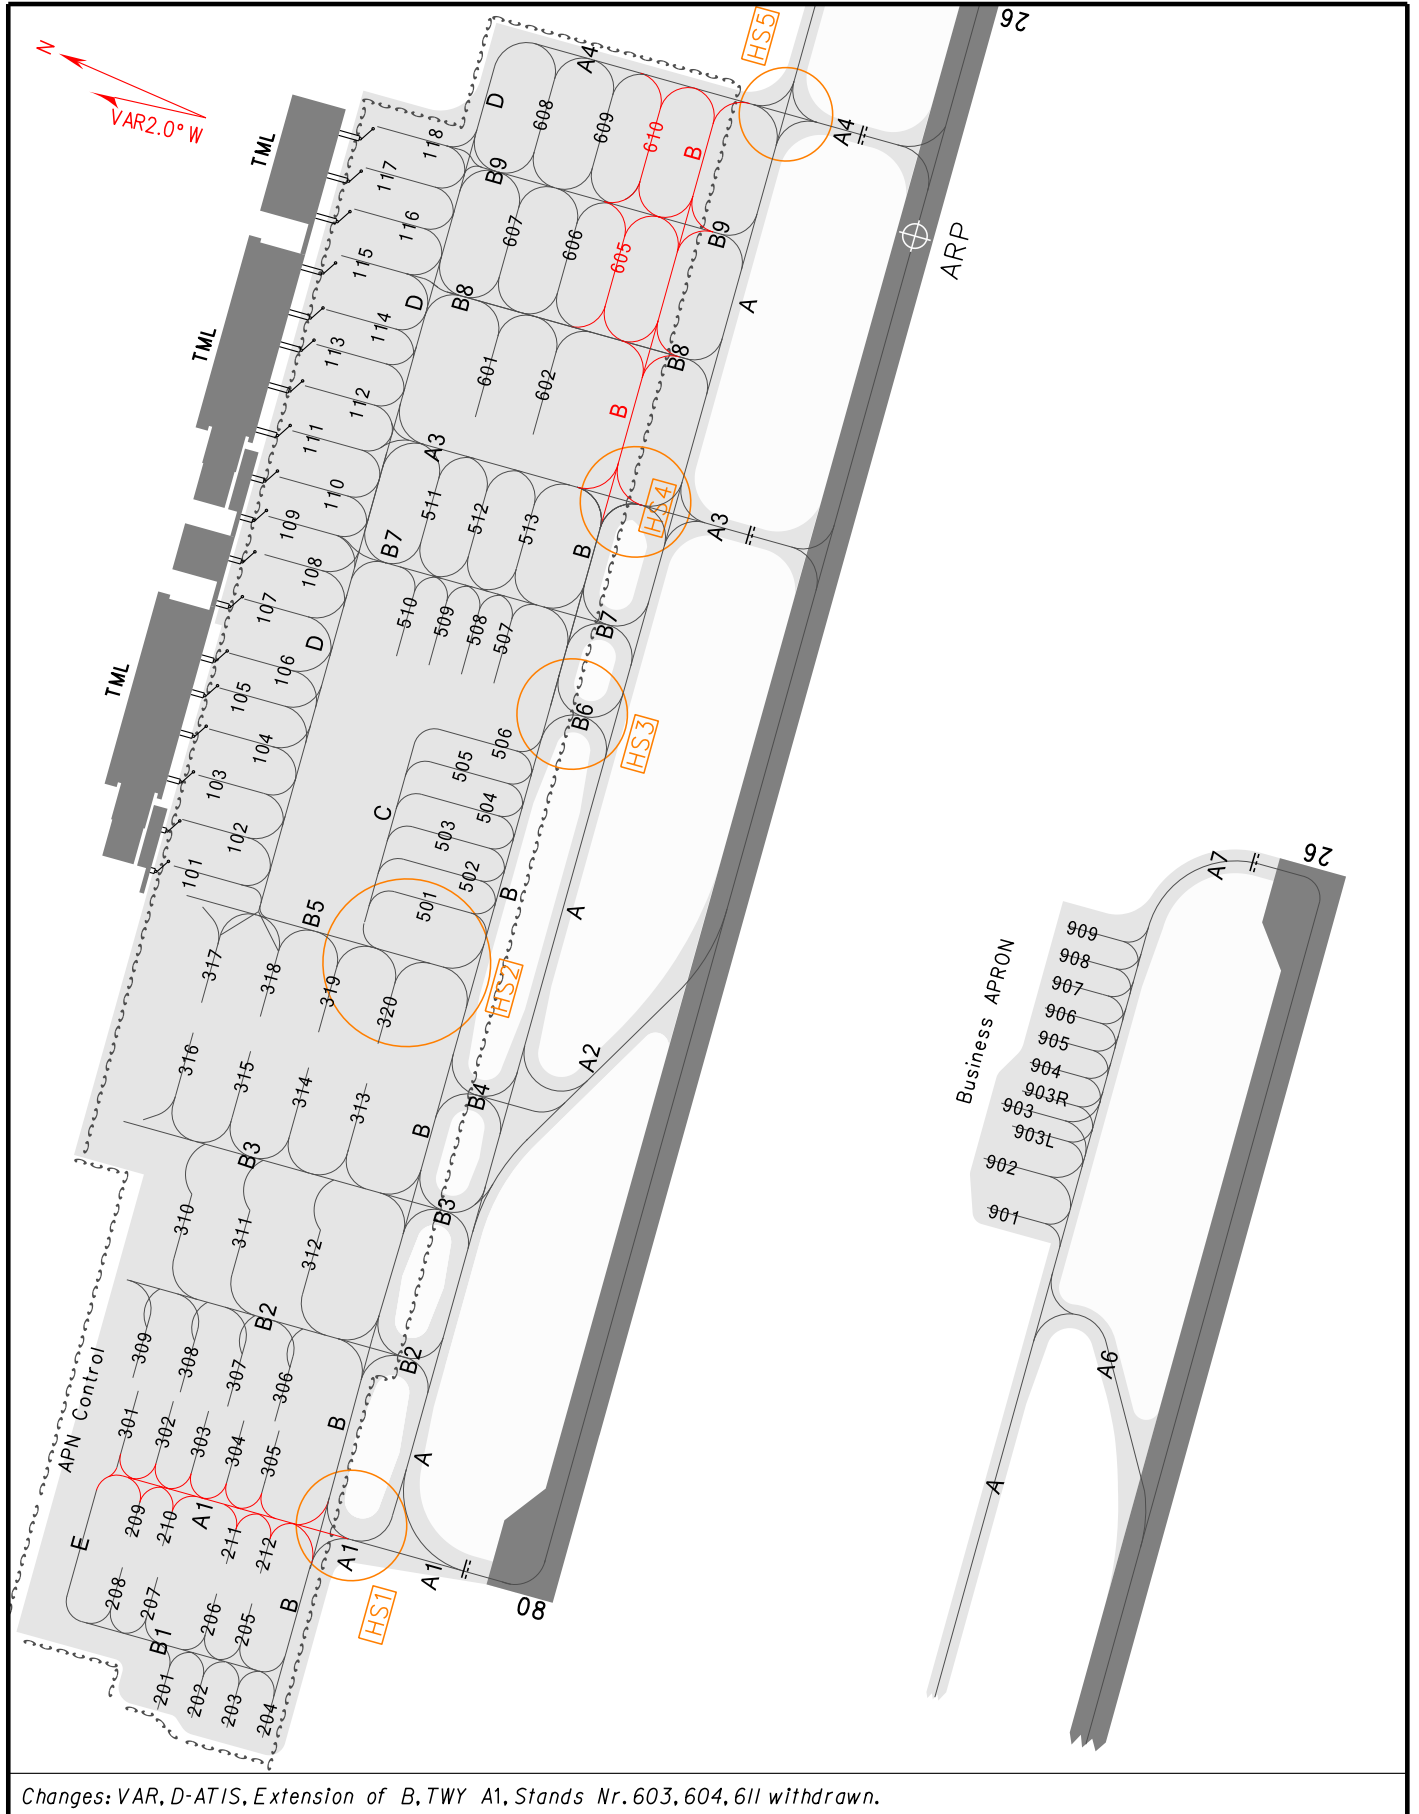 26
HS5
A4
N
VAR2.0° W
TML
118
D
608
609
610
B
A4
117
B9
116
607
606
605
B9
ARP
115
D
B8
A
TML
114
113
601
602
B8
112
B
111
A3
110
511
512
513
HS4
A3
109
B7
B
108
107
510
509
508
507
B7
D
106
TML
105
B6
HS3
104
506
505
103
C
504
102
503
26
A7
101
502
B
501
A
B5
909
908
317
318
319
HS2
907
320
906
Business APRON
905
316
A2
904
315
314
903R
313
B4
903
B
903L
B3
902
310
B3
901
311
312
B2
309
308
B2
A6
307
306
APN Control
301
B
302
303
304
305
A
A
209
210
A1
211
212
E
A1
A1
208
207
HS1
08
206
205
B
B1
201
202
203
204
Changes: VAR, D-ATIS, Extension of B, TWY A1, Stands Nr. 603, 604, 611 withdrawn.